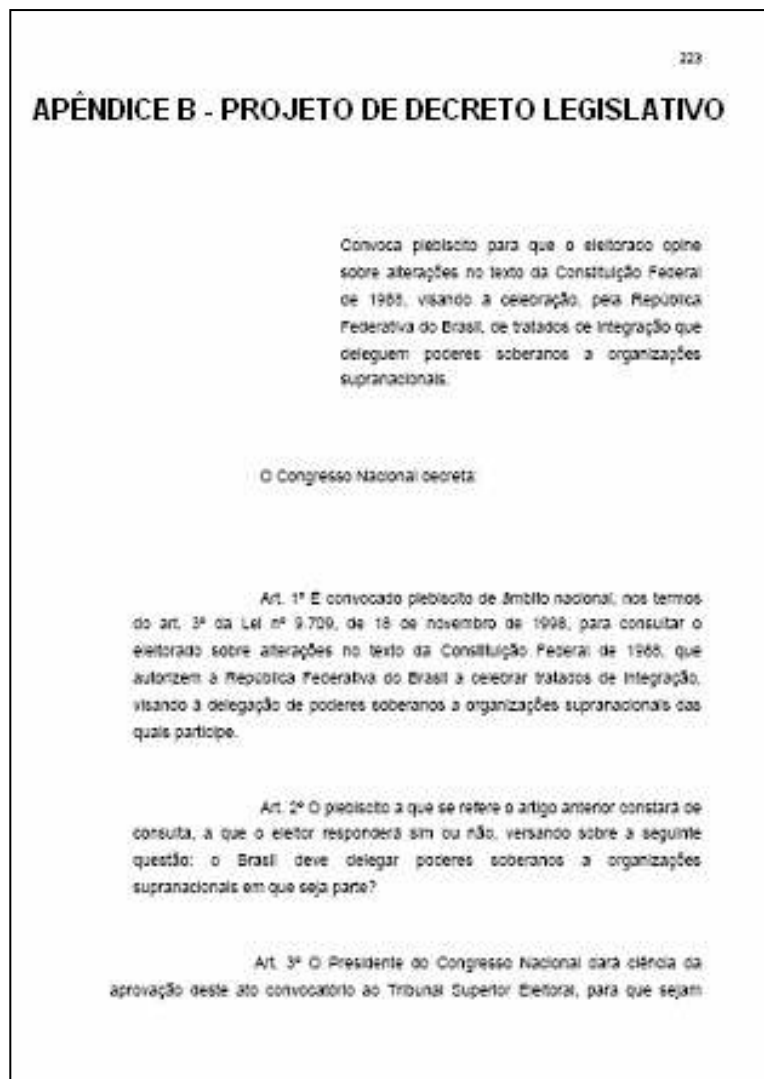 223
APÊNDICE B - PROJETO DE DECRETO LEGISLATIVO
Convoca plebiscito para que o eleitorado opine
sobre alterações no texto da Constituição Federal
de 1988, visando à celebração, pela República
Federativa do Brasil, de tratados de integração que
deleguem poderes soberanos a organizações
supranacionais.
O Congresso Nacional decreta:
Art. 1º É convocado plebiscito de âmbito nacional, nos termos
do art. 3º da Lei nº 9.709, de 18 de novembro de 1998, para consultar o
eleitorado sobre alterações no texto da Constituição Federal de 1988, que
autorizem a República Federativa do Brasil a celebrar tratados de integração,
visando à delegação de poderes soberanos a organizações supranacionais das
quais participe.
Art. 2º O plebiscito a que se refere o artigo anterior constará de
consulta, a que o eleitor responderá sim ou não, versando sobre a seguinte
questão: o Brasil deve delegar poderes soberanos a organizações
supranacionais em que seja parte?
Art. 3º O Presidente do Congresso Nacional dará ciência da
aprovação deste ato convocatório ao Tribunal Superior Eleitoral, para que sejam